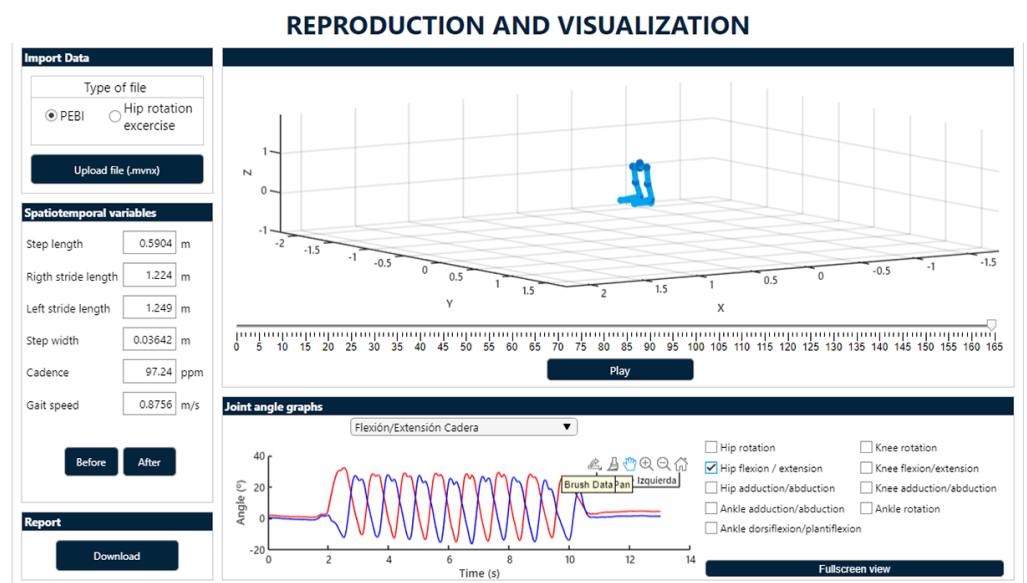 REPRODUCTION AND VISUALIZATION
Import Data
Type of file
PEBI
Hip rotation
excercise
Upload file (.mvnx)
Spatiotemporal variables
Step length 0.5904 m
Rigth stride length 1.224 m
Left stride length 1.249 m
Step width 0.03642 m
Cadence 97.24 ppm
Gait speed 0.8756 m/s
Before After
Report
Download
Z
1
0
-1
-2 -1.5 -1 -0.5 0 0.5 1 1.5
Y
2 1.5 1 0.5 0 -0.5 -1 -1.5
X
0 5 10 15 20 25 30 35 40 45 50 55 60 65 70 75 80 85 90 95 100 105 110 115 120 125 130 135 140 145 150 155 160 165
Play
Joint angle graphs
Flexión/Extensión Cadera
Angle (º)
40
20
0
-20
0 2 4 6 8 10 12 14
Time (s)
Brush Data Pan Izquierda
Hip rotation
Hip flexion / extension
Hip adduction/abduction
Ankle adduction/abduction
Ankle dorsiflexion/plantiflexion
Knee rotation
Knee flexion/extension
Knee adduction/abduction
Ankle rotation
Fullscreen view